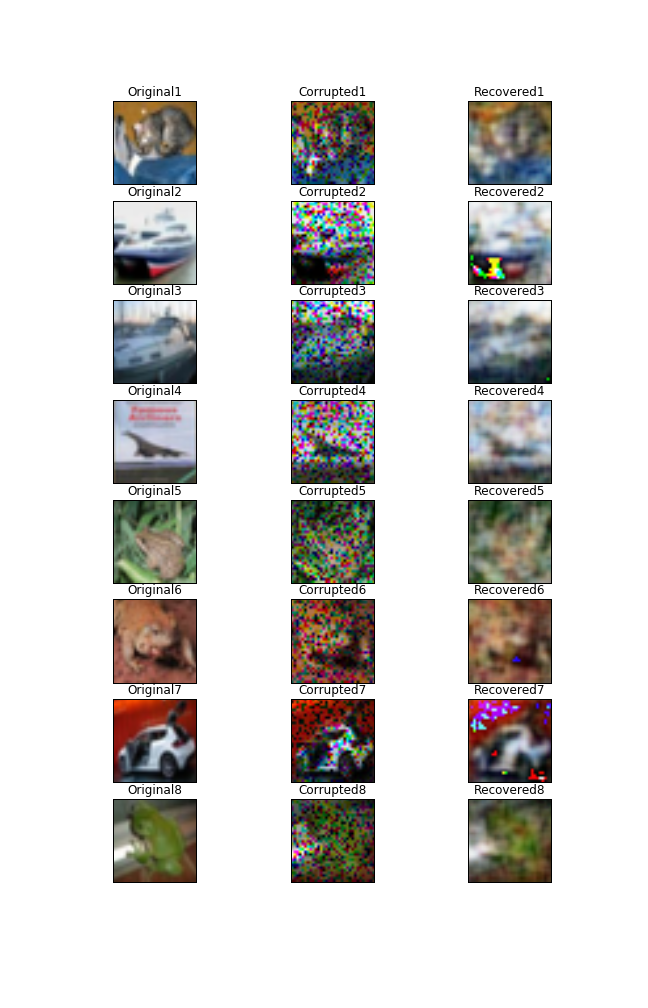 Original1 Corrupted1 Recovered1
Original2 Corrupted2 Recovered2
Original3 Corrupted3 Recovered3
Original4 Corrupted4 Recovered4
Original5 Corrupted5 Recovered5
Original6 Corrupted6 Recovered6
Original7 Corrupted7 Recovered7
Original8 Corrupted8 Recovered8